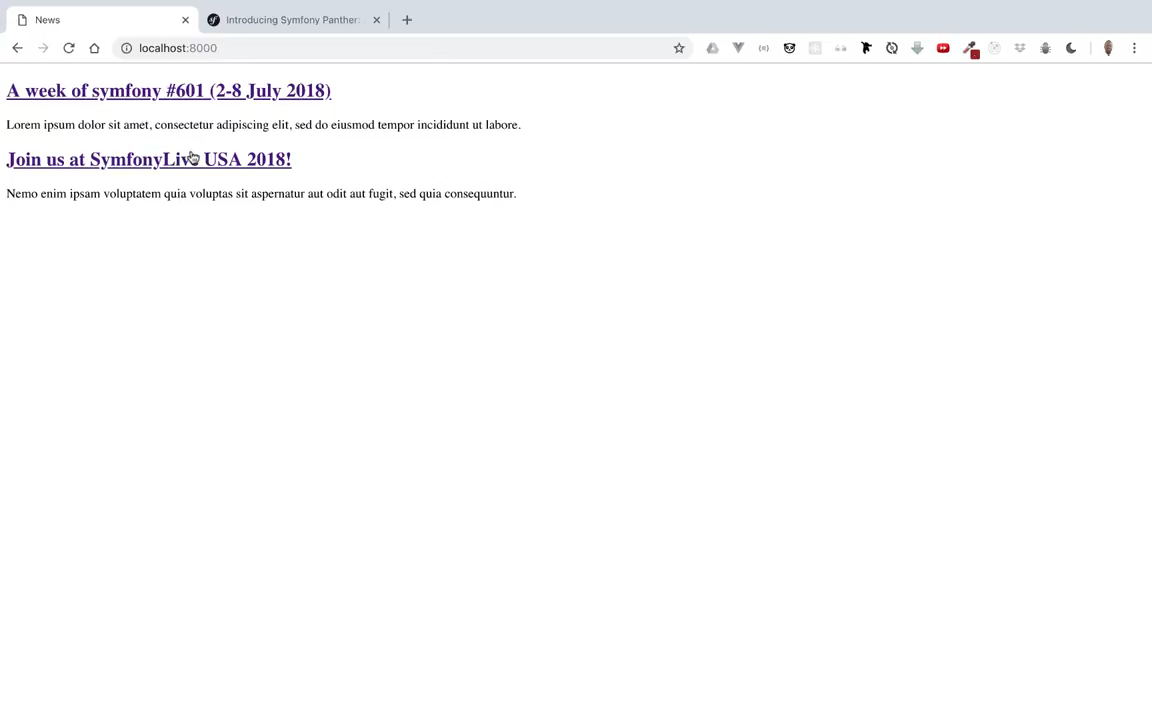 News
Introducing Symfony Panther:
localhost:8000
A week of symfony #601 (2-8 July 2018)
Lorem ipsum dolor sit amet, consectetur adipiscing elit, sed do eiusmod tempor incididunt ut labore.
Join us at SymfonyLive USA 2018!
Nemo enim ipsam voluptatem quia voluptas sit aspernatur aut odit aut fugit, sed quia consequuntur.